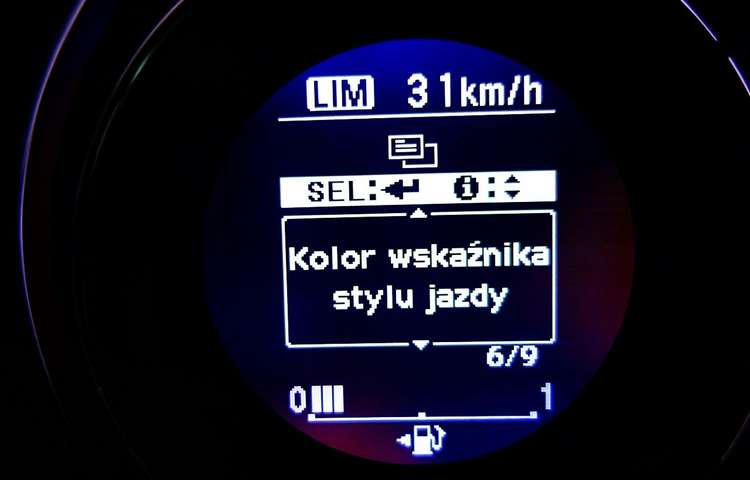 LIM 31km/h
SEL: i:
Kolor wskaźnika
stylu jazdy
6/9
0 1